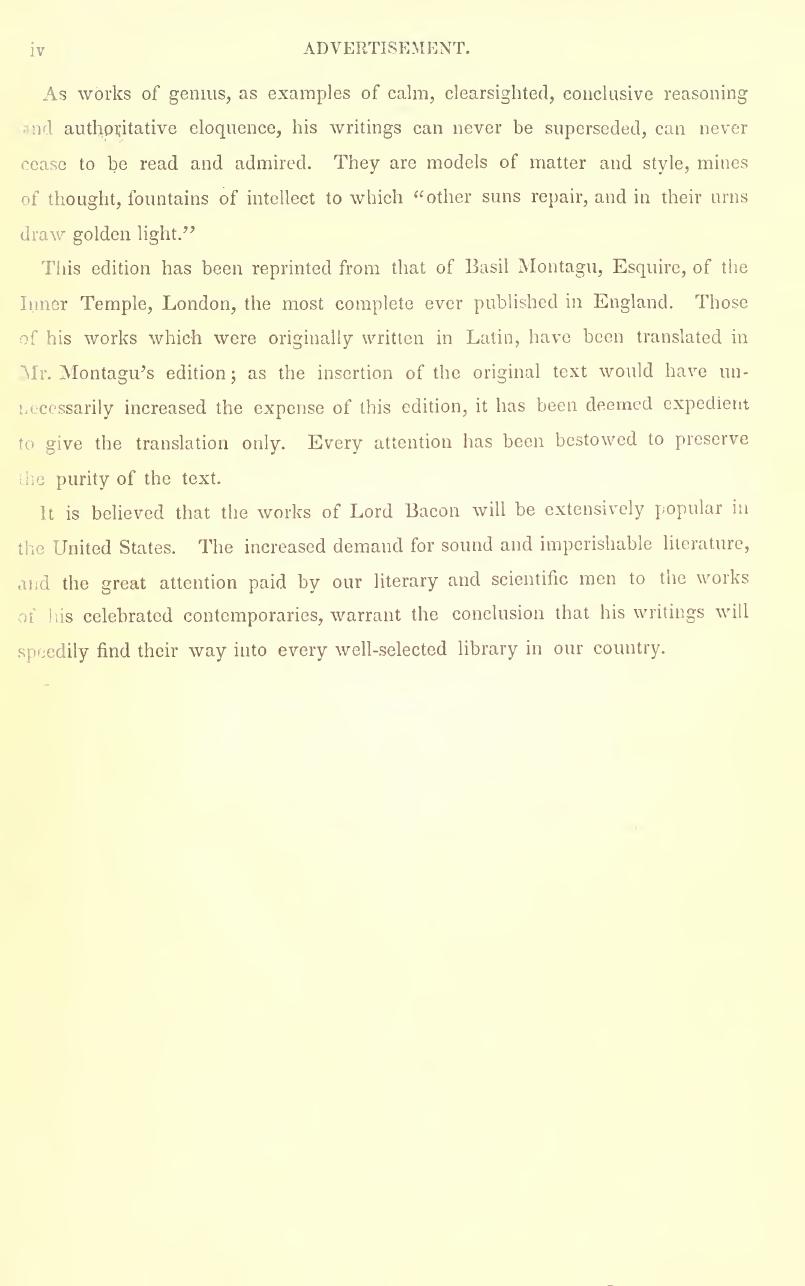 iv ADVERTISEMENT.
As works of genius, as examples of calm, clearsighted, conclusive reasoning
and authoritative eloquence, his writings can never be superseded, can never
cease to be read and admired. They are models of matter and style, mines
of thought, fountains of intellect to which “other suns repair, and in their urns
draw golden light.”
This edition has been reprinted from that of Basil Montagu, Esquire, of the
Inner Temple, London, the most complete ever published in England. Those
of his works which were originally written in Latin, have been translated in
Mr. Montagu’s edition; as the insertion of the original text would have un-
necessarily increased the expense of this edition, it has been deemed expedient
to give the translation only. Every attention has been bestowed to preserve
the purity of the text.
It is believed that the works of Lord Bacon will be extensively popular in
the United States. The increased demand for sound and imperishable literature,
and the great attention paid by our literary and scientific men to the works
of his celebrated contemporaries, warrant the conclusion that his writings will
speedily find their way into every well-selected library in our country.